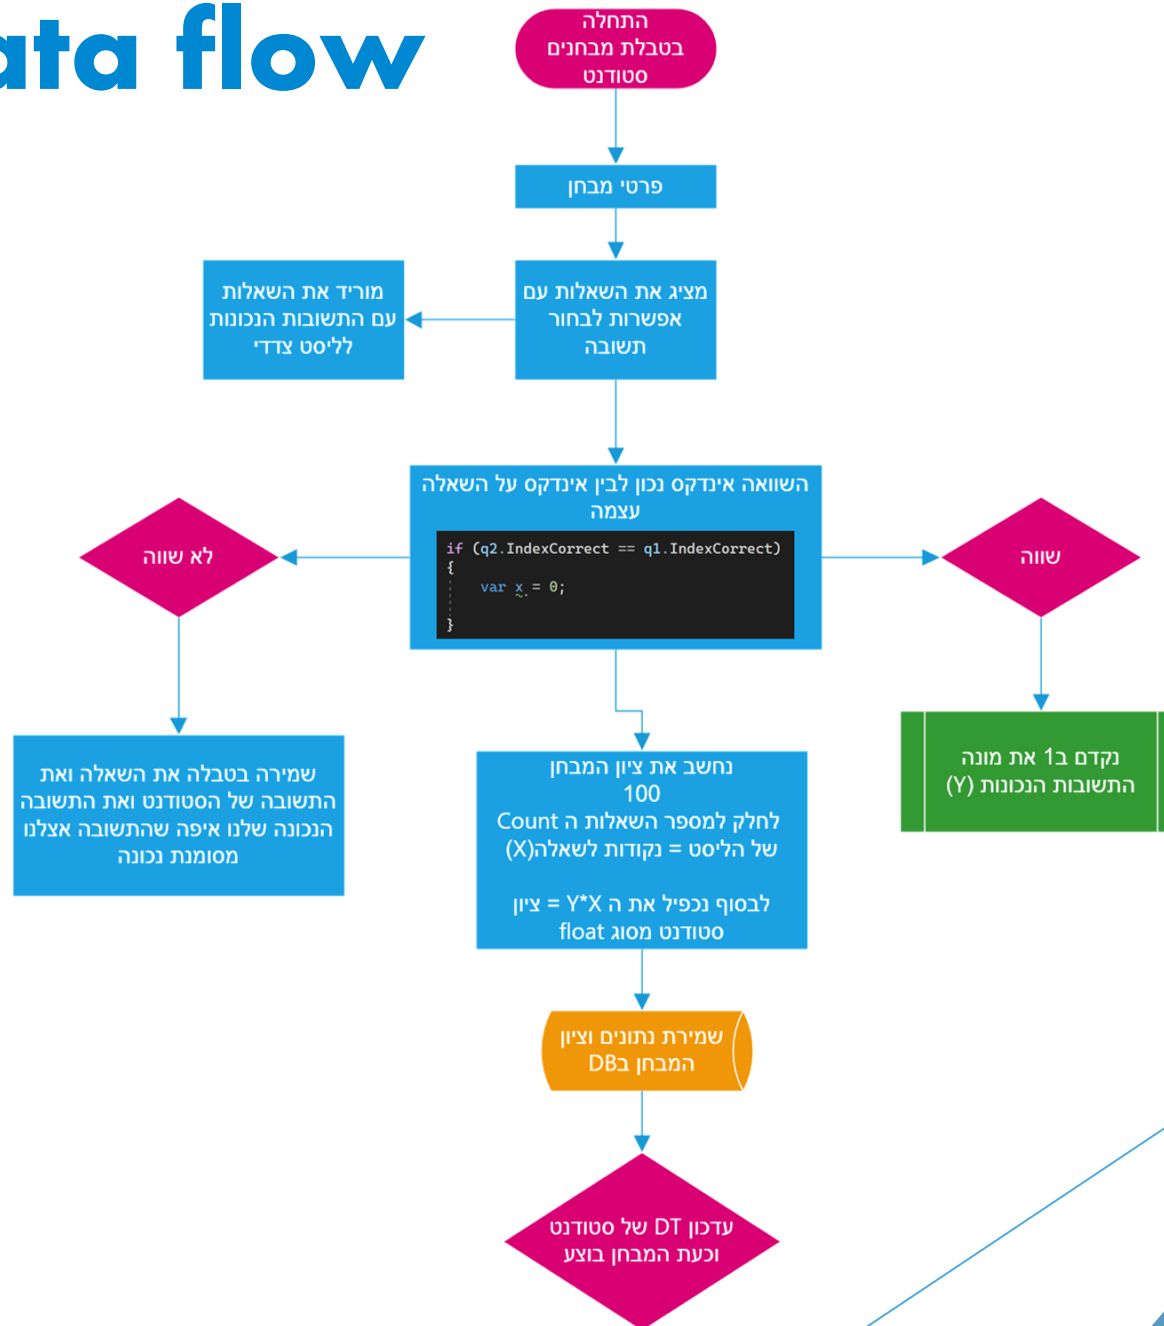 ata flow
התחלה
בטבלת מבחנים
סטודנט
פרטי מבחן
מציג את השאלות עם
אפשרות לבחור
תשובה
מוריד את השאלות
עם התשובות הנכונות
לליסט צדדי
השוואה אינדקס נכון לבין אינדקס על השאלה
עצמה
if (q2.IndexCorrect == q1.IndexCorrect)
{
var x = 0;
}
שווה
לא שווה
נקדם ב1 את מונה
התשובות הנכונות (Y)
שמירה בטבלה את השאלה ואת
התשובה של הסטודנט ואת התשובה
הנכונה שלנו איפה שהתשובה אצלנו
מסומנת נכונה
נחשב את ציון המבחן
100
לחלק למספר השאלות ה Count
של הליסט = נקודות לשאלה(X)
לבסוף נכפיל את ה Y*X = ציון
סטודנט מסוג float
שמירת נתונים וציון
המבחן בDB
עדכון DT של סטודנט
וכעת המבחן בוצע